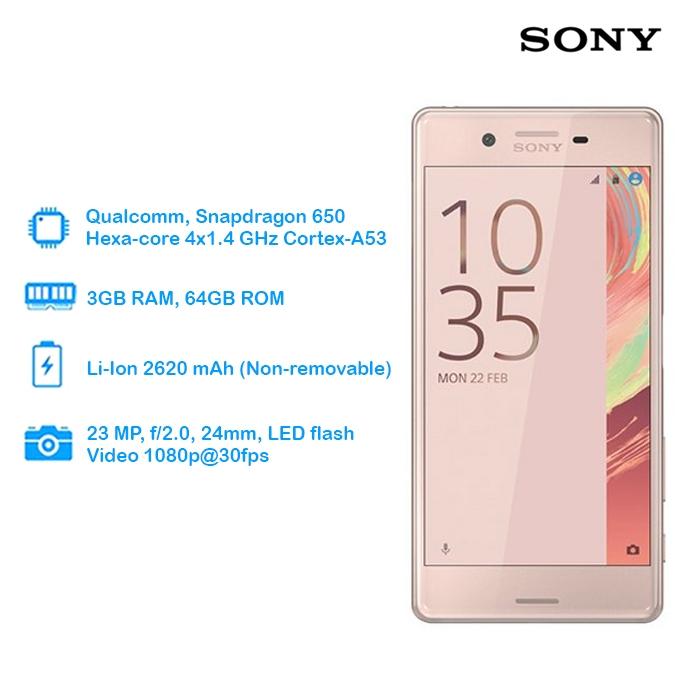 SONY
Qualcomm, Snapdragon 650
Hexa-core 4x1.4 GHz Cortex-A53
3GB RAM, 64GB ROM
Li-Ion 2620 mAh (Non-removable)
23 MP, f/2.0, 24mm, LED flash
Video 1080p@30fps
SONY
10
35
MON 22 FEB